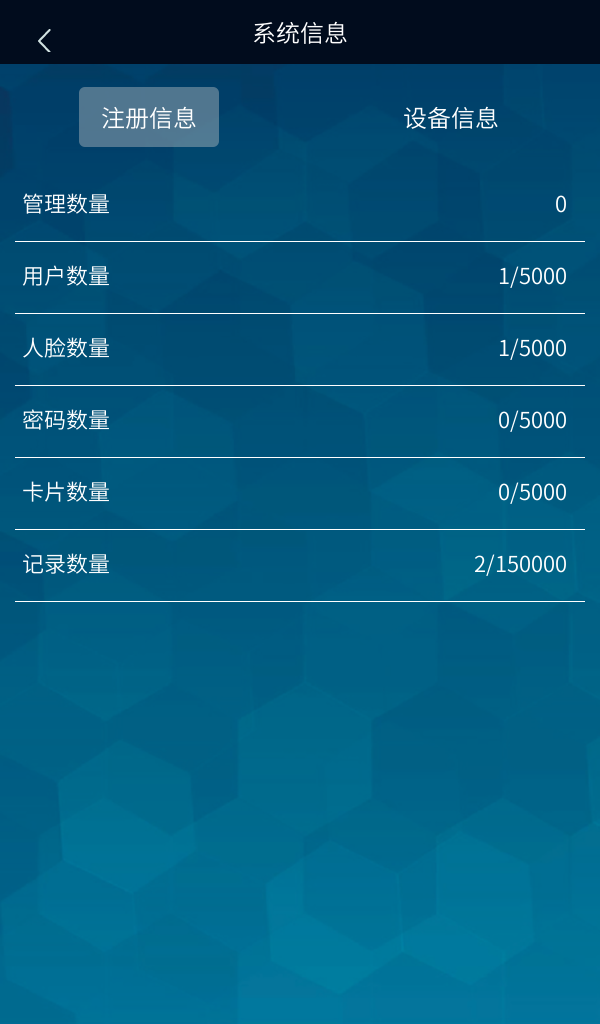 系统信息
注册信息 设备信息
管理数量 0
用户数量 1/5000
人脸数量 1/5000
密码数量 0/5000
卡片数量 0/5000
记录数量 2/150000